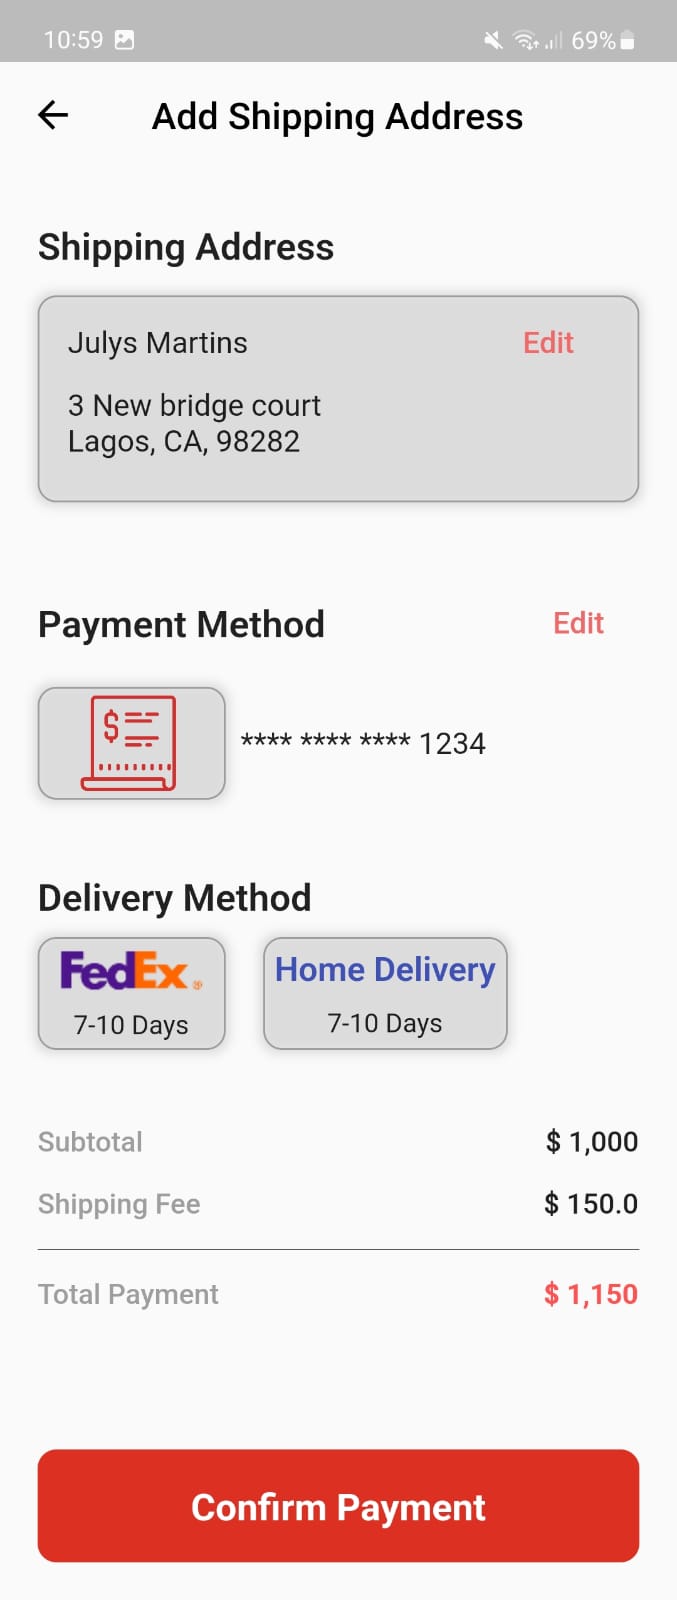 10:59 69%
Add Shipping Address
Shipping Address
Julys Martins Edit
3 New bridge court
Lagos, CA, 98282
Payment Method Edit
$
**** **** **** 1234
Delivery Method
FedEx® Home Delivery
7-10 Days 7-10 Days
Subtotal $ 1,000
Shipping Fee $ 150.0
Total Payment $ 1,150
Confirm Payment